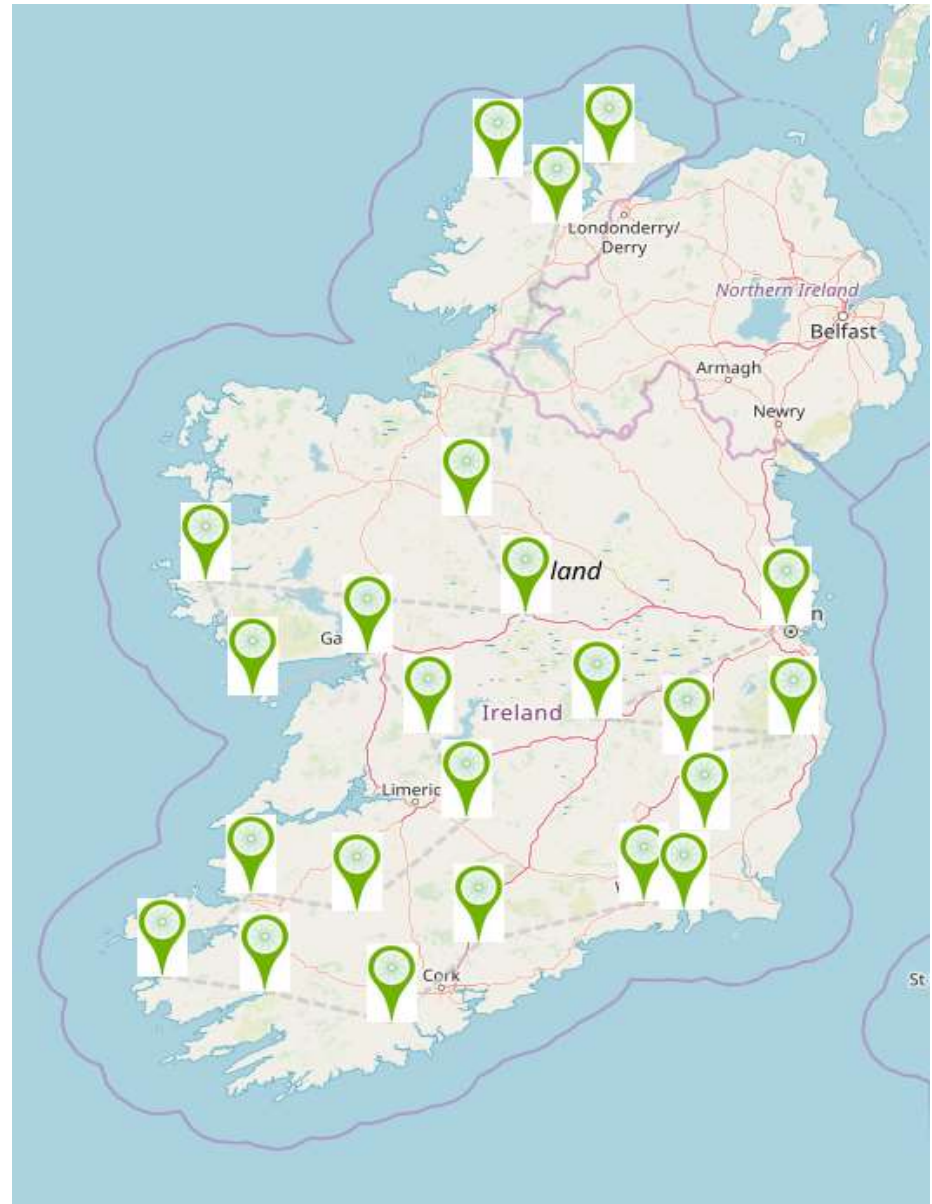 Londonderry/
Derry
Northern Ireland
Belfast
Armagh
Newry
land
n
Ga
Ireland
Limeric
W
Cork
St